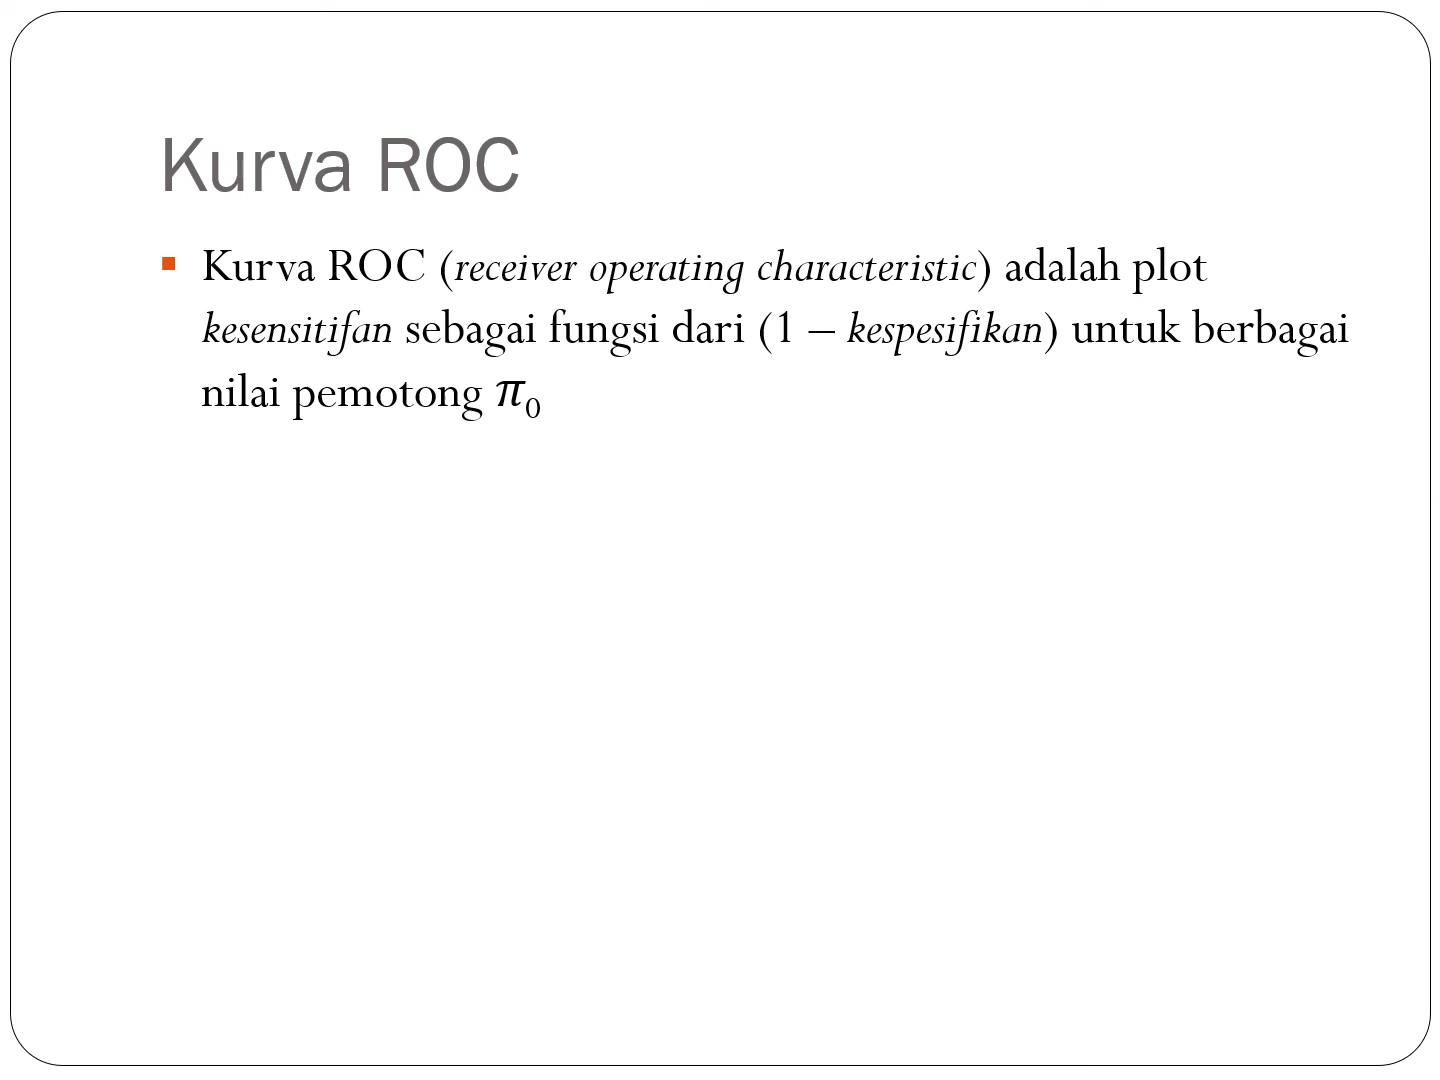 Kurva ROC
▪ Kurva ROC (receiver operating characteristic) adalah plot
kesensitifan sebagai fungsi dari (1 – kespesifikan) untuk berbagai
nilai pemotong π₀